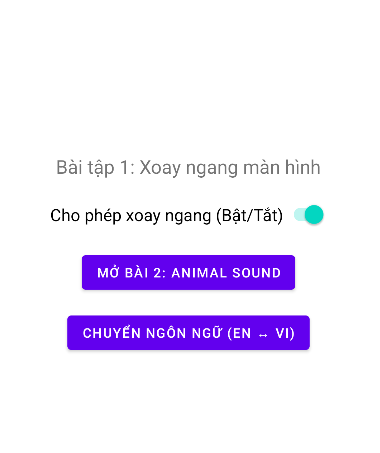 Bài tập 1: Xoay ngang màn hình
Cho phép xoay ngang (Bật/Tắt)
MỞ BÀI 2: ANIMAL SOUND
CHUYỂN NGÔN NGỮ (EN ↔ VI)